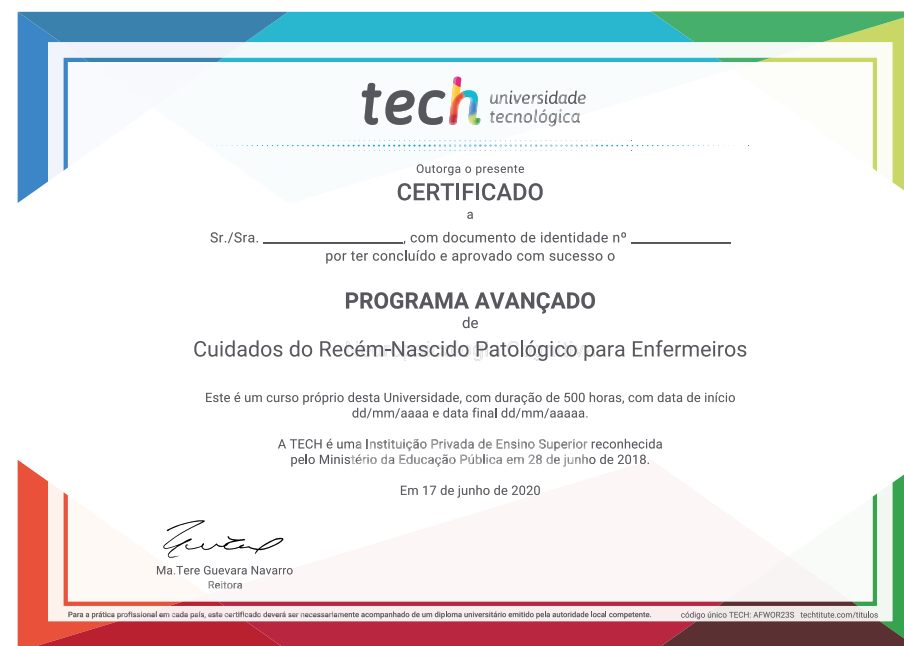 tech universidade
tecnológica
Outorga o presente
CERTIFICADO
a
Sr./Sra. ____________, com documento de identidade nº ____________
por ter concluído e aprovado com sucesso o
PROGRAMA AVANÇADO
de
Cuidados do Recém-Nascido Patológico para Enfermeiros
Este é um curso próprio desta Universidade, com duração de 500 horas, com data de início
dd/mm/aaaa e data final dd/mm/aaaaa.
A TECH é uma Instituição Privada de Ensino Superior reconhecida
pelo Ministério da Educação Pública em 28 de junho de 2018.
Em 17 de junho de 2020
Ma.Tere Guevara Navarro
Reitora
Para a prática profissional em cada país, este certificado deverá ser necessariamente acompanhado de um diploma universitário emitido pela autoridade local competente. código único TECH: AFWOR23S techtitute.com/titulos